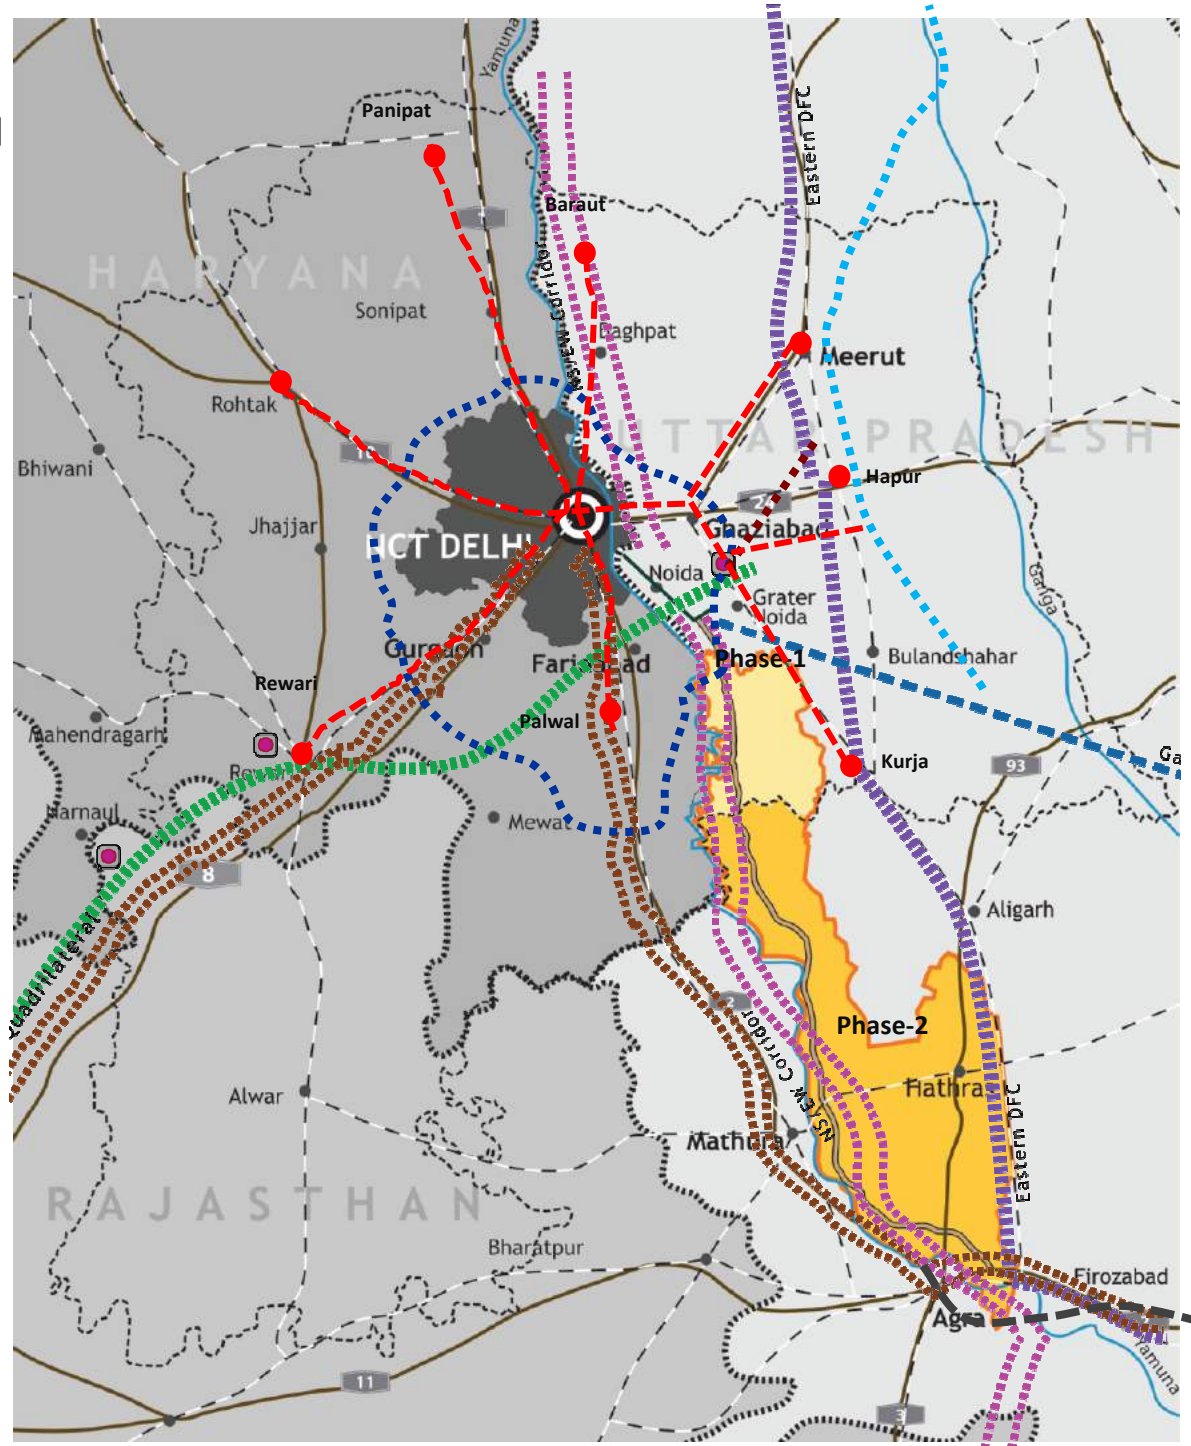 Yamuna
Panipat
Eastern DFC
Baraut
HARYANA
NS/EW Corridor
Sonipat
Baghpat
Meerut
Rohtak
UTTAR PRADESH
Bhiwani
Hapur
24
Jhajjar
Ghaziabad
NCT DELHI
Noida
Ganga
Grater
Noida
Gurgaon
Faridabad
Phase-1
Bulandshahar
Rewari
Palwal
Mahendragarh
Ga
Kurja
93
Narnaul
Mewat
8
Aligarh
Quadrilateral
2
Phase-2
NS/EW Corridor
Alwar
Hathras
Eastern DFC
Mathura
RAJASTHAN
Bharatpur
Firozabad
Agra
Yamuna
11
3